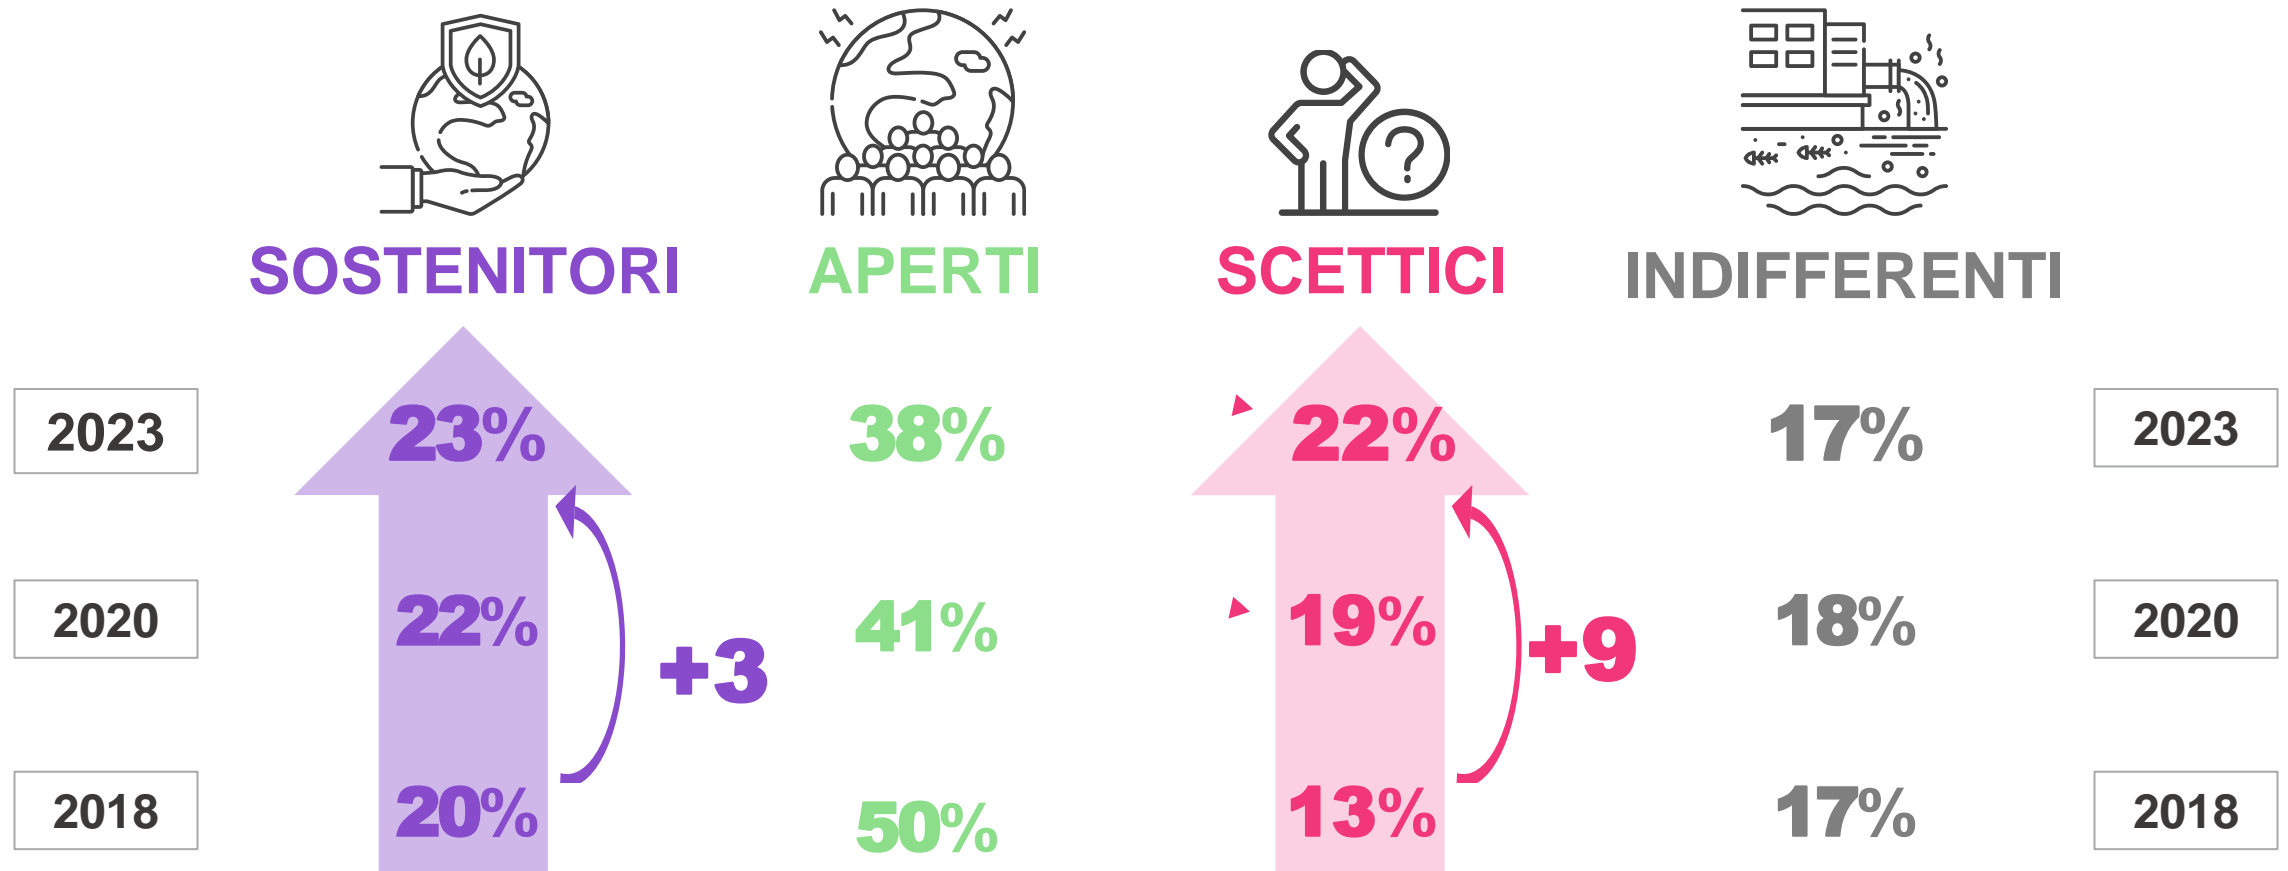 SOSTENITORI APERTI SCETTICI INDIFFERENTI
2023 23% 38% 22% 17% 2023
2020 22% 41% 19% 18% 2020
+3 +9
2018 20% 50% 13% 17% 2018